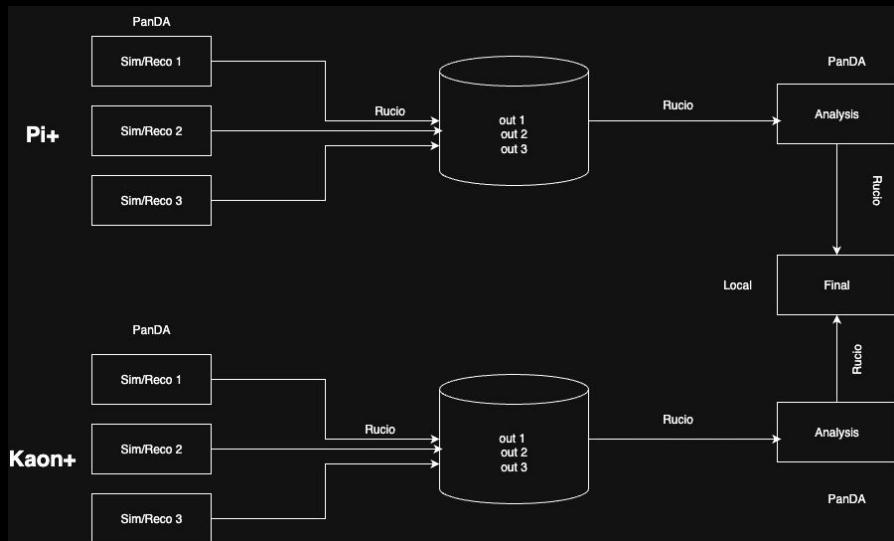 PanDA
Sim/Reco 1
Pi+
Sim/Reco 2
Sim/Reco 3
Rucio
out 1
out 2
out 3
Rucio
PanDA
Analysis
Rucio
Local
Final
Rucio
PanDA
Sim/Reco 1
Kaon+
Sim/Reco 2
Sim/Reco 3
Rucio
out 1
out 2
out 3
Rucio
Analysis
PanDA